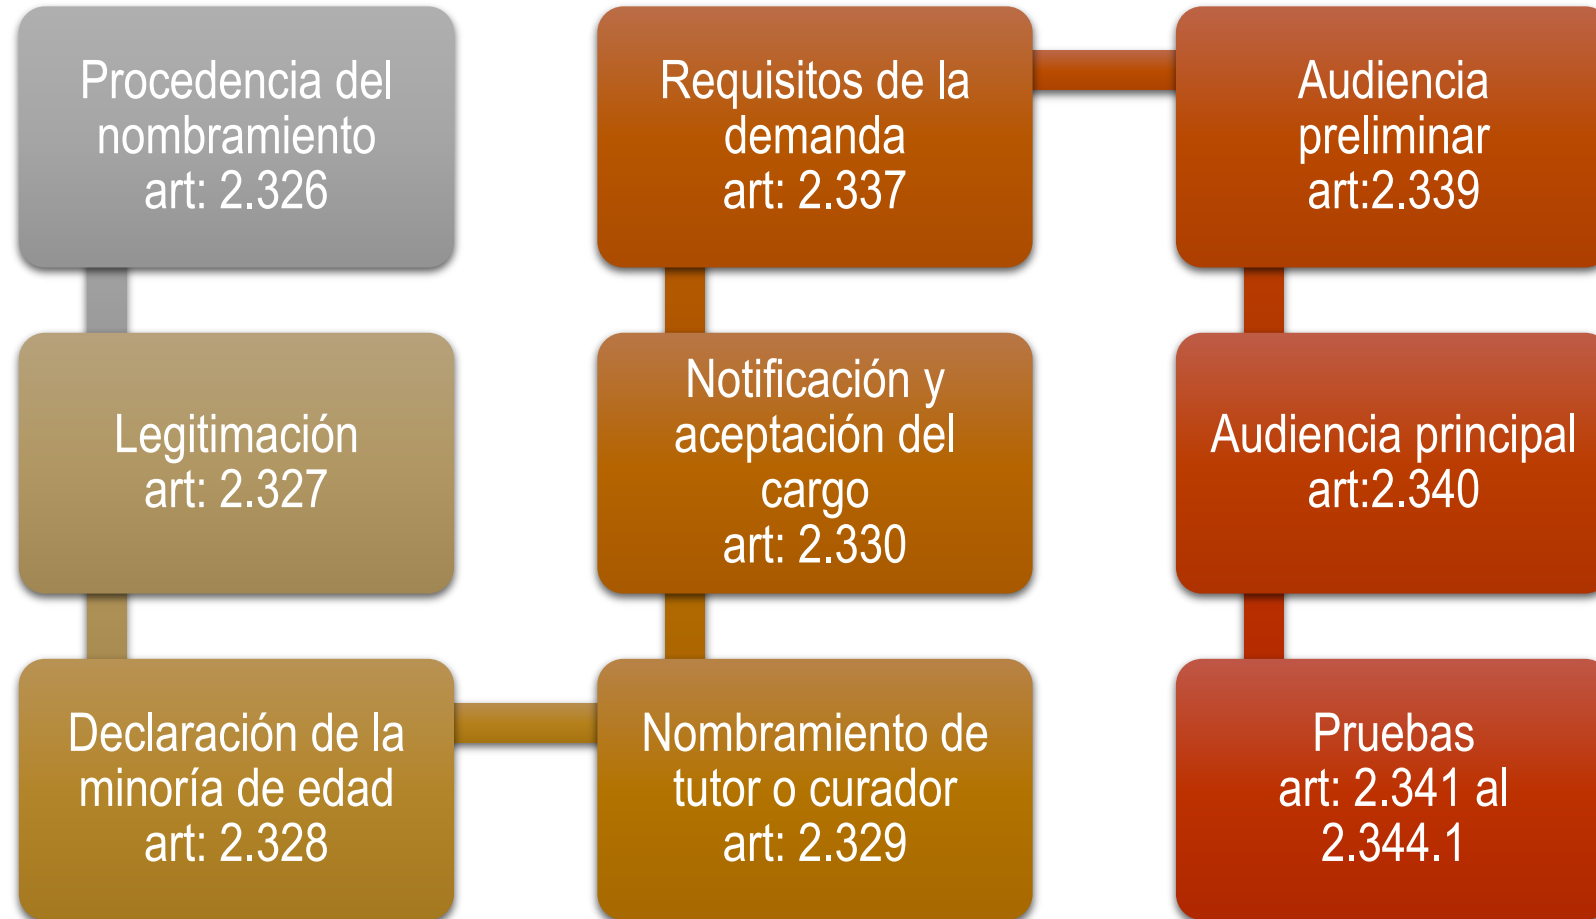 Procedencia del
nombramiento
art: 2.326
Legitimación
art: 2.327
Declaración de la
minoría de edad
art: 2.328
Nombramiento de
tutor o curador
art: 2.329
Notificación y
aceptación del
cargo
art: 2.330
Requisitos de la
demanda
art: 2.337
Audiencia
preliminar
art:2.339
Audiencia principal
art:2.340
Pruebas
art: 2.341 al
2.344.1